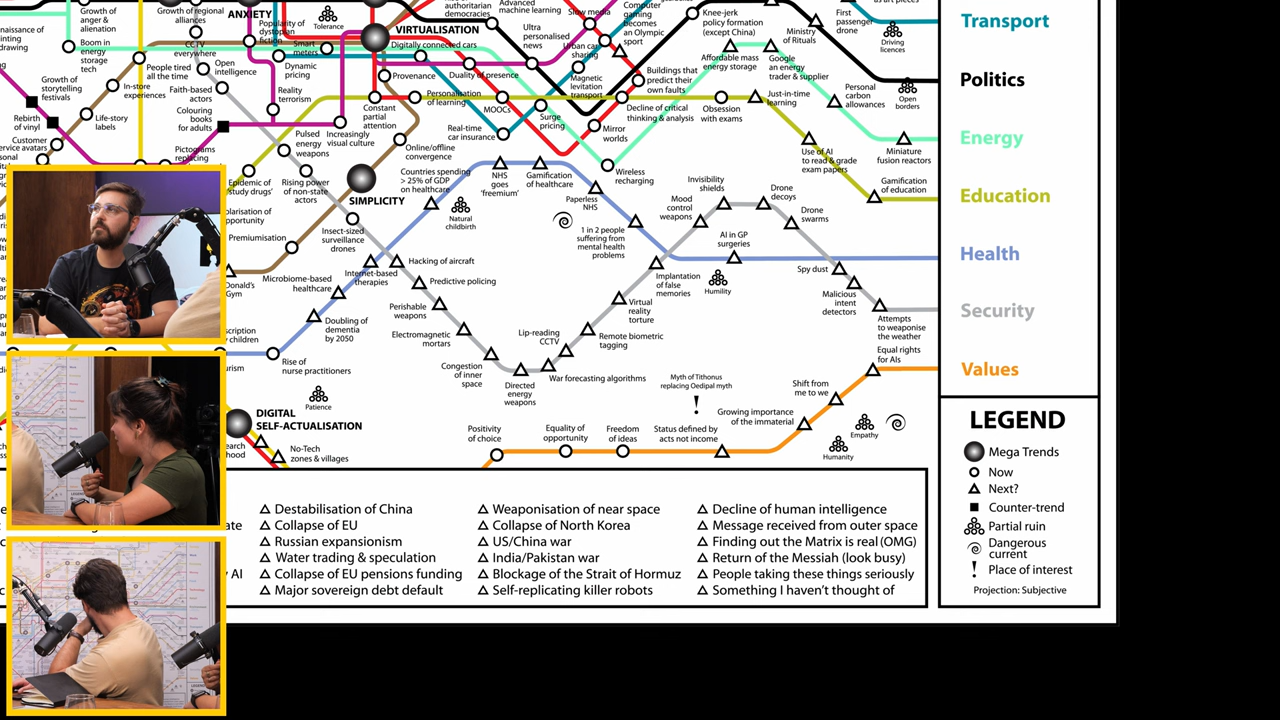 authoritarian
democracies
Advanced
machine learning
Slow media
Computer
gaming
becomes
an Olympic
sport
Knee-jerk
policy formation
(except China)
Ministry
of Rituals
First
passenger
drone
Driving
licences
Transport
Growth of
anger &
alienation
Growth of regional
alliances
ANXIETY
Popularity of
dystopian
fiction
Tolerance
VIRTUALISATION
Ultra
personalised
news
Urban car
sharing
drawing
Boom in
energy
storage
tech
CCTV
everywhere
Smart
meters
Digitally connected cars
Affordable mass
energy storage
Google
an energy
trader & supplier
Politics
People tired
all the time
Open
intelligence
Dynamic
pricing
Provenance
Duality of presence
Magnetic
levitation
transport
Buildings that
predict their
own faults
Personal
carbon
allowances
Open
borders
Growth of
storytelling
festivals
In-store
experiences
Faith-based
actors
Reality
terrorism
Constant
partial
attention
Personalisation
of learning
MOOCs
Surge
pricing
Decline of critical
thinking & analysis
Obsession
with exams
Just-in-time
learning
Rebirth
of vinyl
Life-story
labels
Colouring
books
for adults
Pulsed
energy
weapons
Increasingly
visual culture
Real-time
car insurance
Mirror
worlds
Energy
Customer
service avatars
Pictograms
replacing
Online/offline
convergence
Use of AI
to read & grade
exam papers
Miniature
fusion reactors
Epidemic of
'study drugs'
Rising power
of non-state
actors
Countries spending
> 25% of GDP
on healthcare
NHS
goes
'freemium'
Gamification
of healthcare
Wireless
recharging
Invisibility
shields
Drone
decoys
Gamification
of education
Education
SIMPLICITY
Natural
childbirth
Paperless
NHS
Mood
control
weapons
Drone
swarms
Premiumisation
Insect-sized
surveillance
drones
1 in 2 people
suffering from
mental health
problems
AI in GP
surgeries
Health
Microbiome-based
healthcare
Internet-based
therapies
Hacking of aircraft
Predictive policing
Implantation
of false
memories
Humility
Spy dust
Malicious
intent
detectors
Perishable
weapons
Virtual
reality
torture
Security
Doubling of
dementia
by 2050
Electromagnetic
mortars
Lip-reading
CCTV
Remote biometric
tagging
Attempts
to weaponise
the weather
Equal rights
for AIs
Rise of
nurse practitioners
Congestion
of inner
space
Directed
energy
weapons
War forecasting algorithms
Myth of Tithonus
replacing Oedipal myth
Shift from
me to we
Values
Patience
Growing importance
of the immaterial
Empathy
DIGITAL
SELF-ACTUALISATION
No-Tech
zones & villages
Positivity
of choice
Equality of
opportunity
Freedom
of ideas
Status defined by
acts not income
Humanity
LEGEND
Mega Trends
Now
Next?
Counter-trend
Partial ruin
Dangerous
current
Place of interest
Projection: Subjective
Destabilisation of China
Collapse of EU
Russian expansionism
Water trading & speculation
Collapse of EU pensions funding
Major sovereign debt default
Weaponisation of near space
Collapse of North Korea
US/China war
India/Pakistan war
Blockage of the Strait of Hormuz
Self-replicating killer robots
Decline of human intelligence
Message received from outer space
Finding out the Matrix is real (OMG)
Return of the Messiah (look busy)
People taking these things seriously
Something I haven't thought of